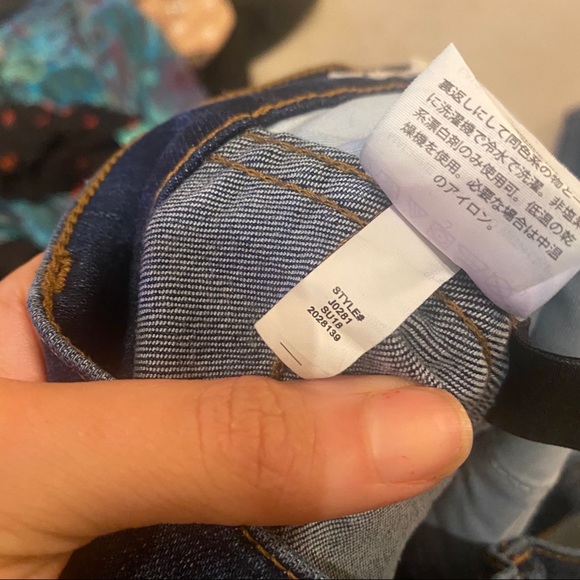 裏返しにして同色系の物と
に洗濯機で冷水で洗濯。非塩素
系漂白剤のみ使用可。低温の乾
燥機を使用。必要な場合は中温
のアイロン。
STYLE#
J0281
SU18
2028139